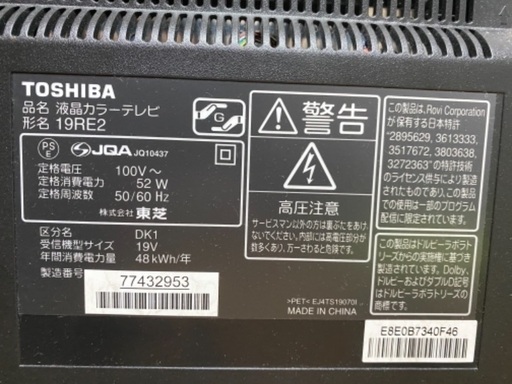 TOSHIBA
品名 液晶カラーテレビ
形名 19RE2
G
PS
E
JQA JQ10437
定格電圧 100V～
定格消費電力 52 W
定格周波数 50/60 Hz
株式会社 東芝
区分名 DK1
受信機型サイズ 19V
年間消費電力量 48 kWh/年
製造番号
77432953
警告
高圧注意
サービスマン以外の方は裏ぶたをあけ
ないでください。内部には高電圧部分が
数多くあり、万一さわると危険です。
>PET< EJ4TS19070I
MADE IN CHINA
この製品は、Rovi Corporation
が保有する日本特許
"2895629, 3613333,
3517672, 3803638,
3272363" の特許技術
のライセンス供与により製
造されており、この製品の
使用は一部のプログラム
配信に使用されます。
この製品はドルビーラボラト
リーズからの実施権に基づき
製造されています。Dolby、
ドルビーおよびダブルD記号
はドルビーラボラトリーズの
商標です。
E8E0B7340F46